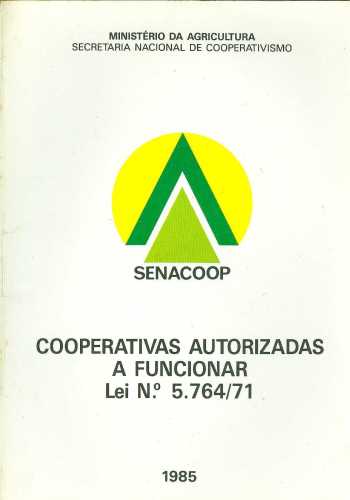 MINISTÉRIO DA AGRICULTURA
SECRETARIA NACIONAL DE COOPERATIVISMO
SENACOOP
COOPERATIVAS AUTORIZADAS
A FUNCIONAR
Lei N.º 5.764/71
1985